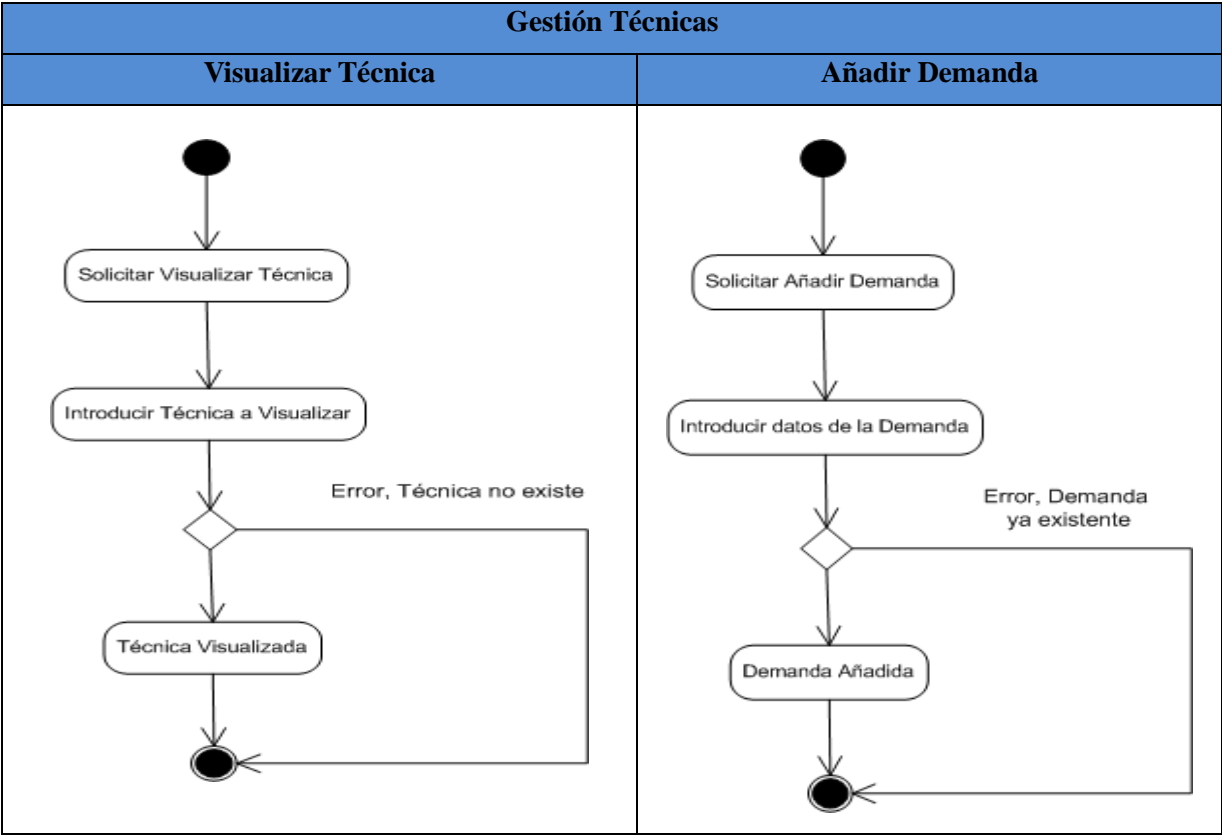 Gestión Técnicas
Visualizar Técnica
Añadir Demanda
Solicitar Visualizar Técnica
Introducir Técnica a Visualizar
Error, Técnica no existe
Técnica Visualizada
Solicitar Añadir Demanda
Introducir datos de la Demanda
Error, Demanda
ya existente
Demanda Añadida